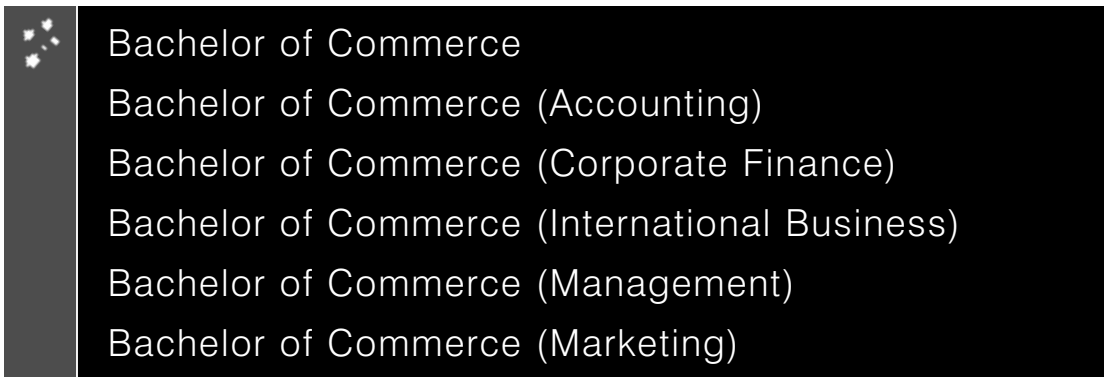 Bachelor of Commerce
Bachelor of Commerce (Accounting)
Bachelor of Commerce (Corporate Finance)
Bachelor of Commerce (International Business)
Bachelor of Commerce (Management)
Bachelor of Commerce (Marketing)